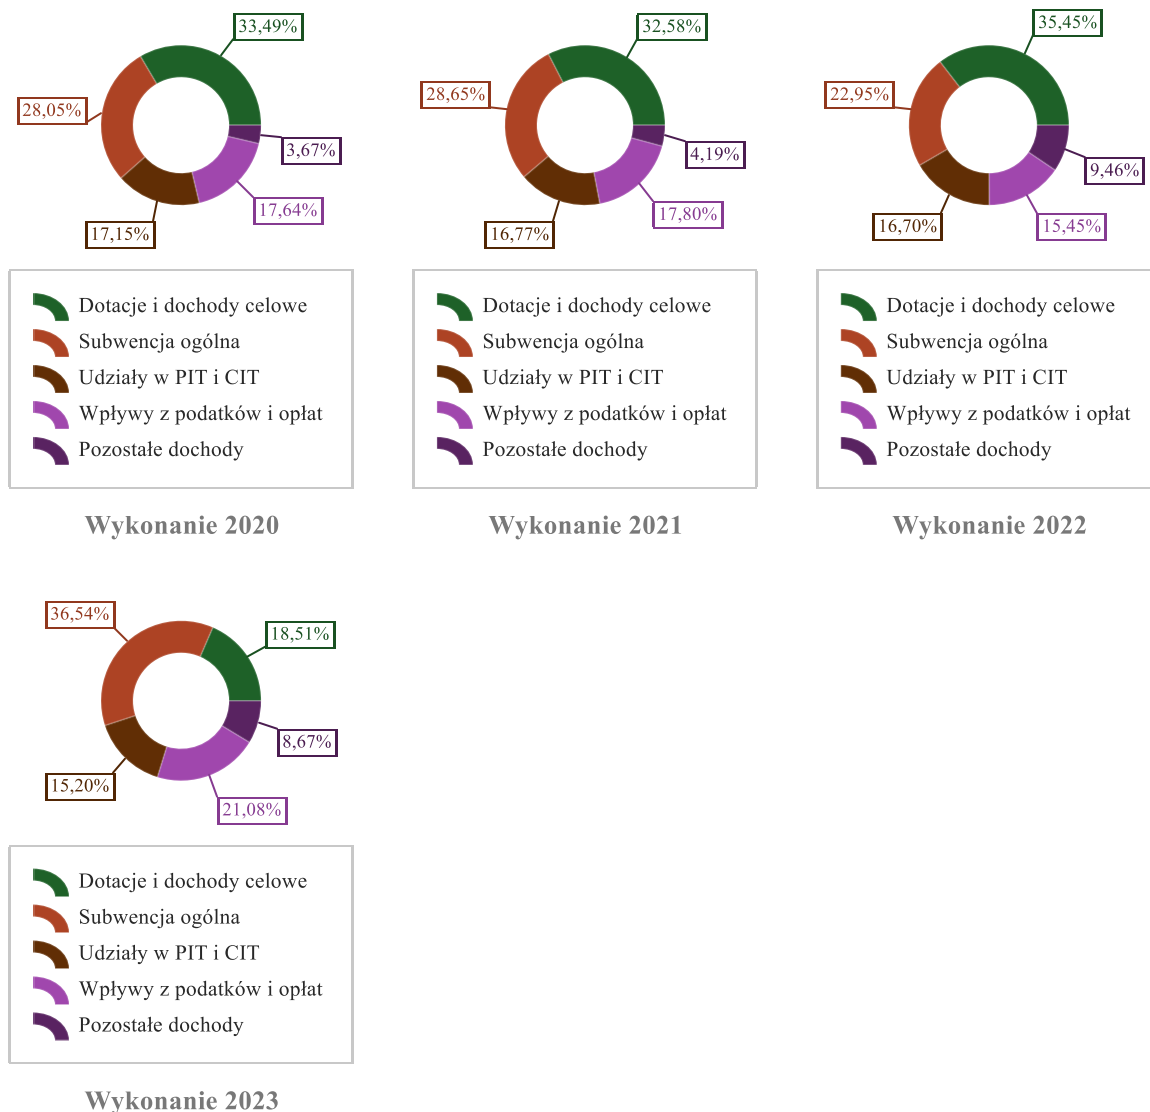 33,49%
28,05%
3,67%
17,64%
17,15%
Dotacje i dochody celowe
Subwencja ogólna
Udziały w PIT i CIT
Wpływy z podatków i opłat
Pozostałe dochody
Wykonanie 2020
32,58%
28,65%
4,19%
17,80%
16,77%
Dotacje i dochody celowe
Subwencja ogólna
Udziały w PIT i CIT
Wpływy z podatków i opłat
Pozostałe dochody
Wykonanie 2021
35,45%
22,95%
9,46%
15,45%
16,70%
Dotacje i dochody celowe
Subwencja ogólna
Udziały w PIT i CIT
Wpływy z podatków i opłat
Pozostałe dochody
Wykonanie 2022
36,54%
18,51%
8,67%
15,20%
21,08%
Dotacje i dochody celowe
Subwencja ogólna
Udziały w PIT i CIT
Wpływy z podatków i opłat
Pozostałe dochody
Wykonanie 2023